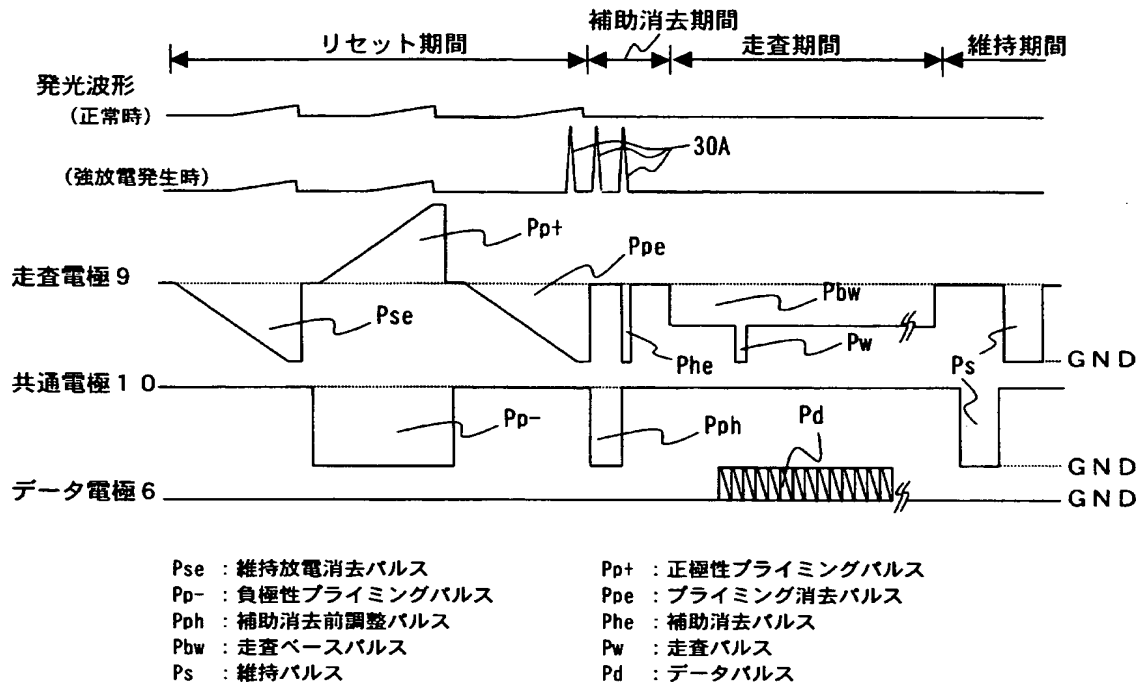 補助消去期間
リセット期間 走査期間 維持期間
発光波形
(正常時)
30A
(強放電発生時)
Pp+
Ppe
走査電極9
Pbw
Pse
Phe
Pw
Ps
GND
共通電極10
Pp-
Pph
Pd
GND
データ電極6
GND
Pse :維持放電消去パルス Pp+ :正極性プライミングパルス
Pp- :負極性プライミングパルス Ppe :プライミング消去パルス
Pph :補助消去前調整パルス Phe :補助消去パルス
Pbw :走査ベースパルス Pw :走査パルス
Ps :維持パルス Pd :データパルス